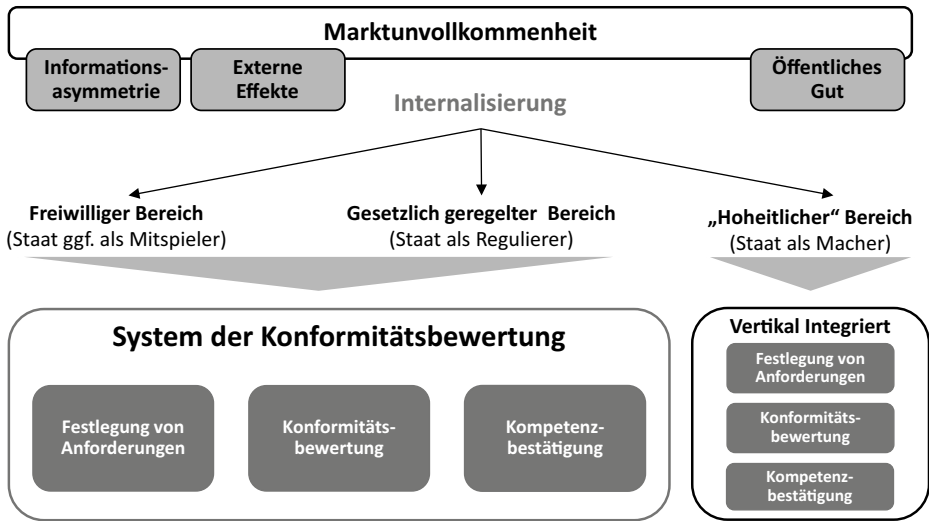 Marktunvollkommenheit
Informations-
asymmetrie
Externe
Effekte
Öffentliches
Gut
Internalisierung
Freiwilliger Bereich
(Staat ggf. als Mitspieler)
Gesetzlich geregelter Bereich
(Staat als Regulierer)
„Hoheitlicher“ Bereich
(Staat als Macher)
System der Konformitätsbewertung
Festlegung von
Anforderungen
Konformitäts-
bewertung
Kompetenz-
bestätigung
Vertikal Integriert
Festlegung von
Anforderungen
Konformitäts-
bewertung
Kompetenz-
bestätigung